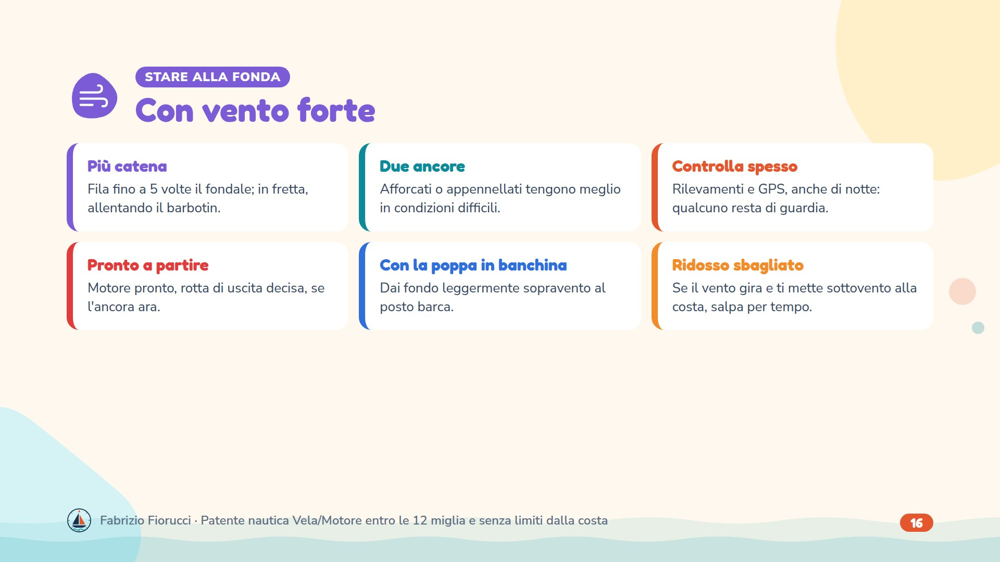 STARE ALLA FONDA
Con vento forte
Più catena
Fila fino a 5 volte il fondale; in fretta,
allentando il barbotin.
Due ancore
Afforcati o appennellati tengono meglio
in condizioni difficili.
Controlla spesso
Rilevamenti e GPS, anche di notte:
qualcuno resta di guardia.
Pronto a partire
Motore pronto, rotta di uscita decisa, se
l'ancora ara.
Con la poppa in banchina
Dai fondo leggermente sopravento al
posto barca.
Ridosso sbagliato
Se il vento gira e ti mette sottovento alla
costa, salpa per tempo.
Fabrizio Fiorucci · Patente nautica Vela/Motore entro le 12 miglia e senza limiti dalla costa
16